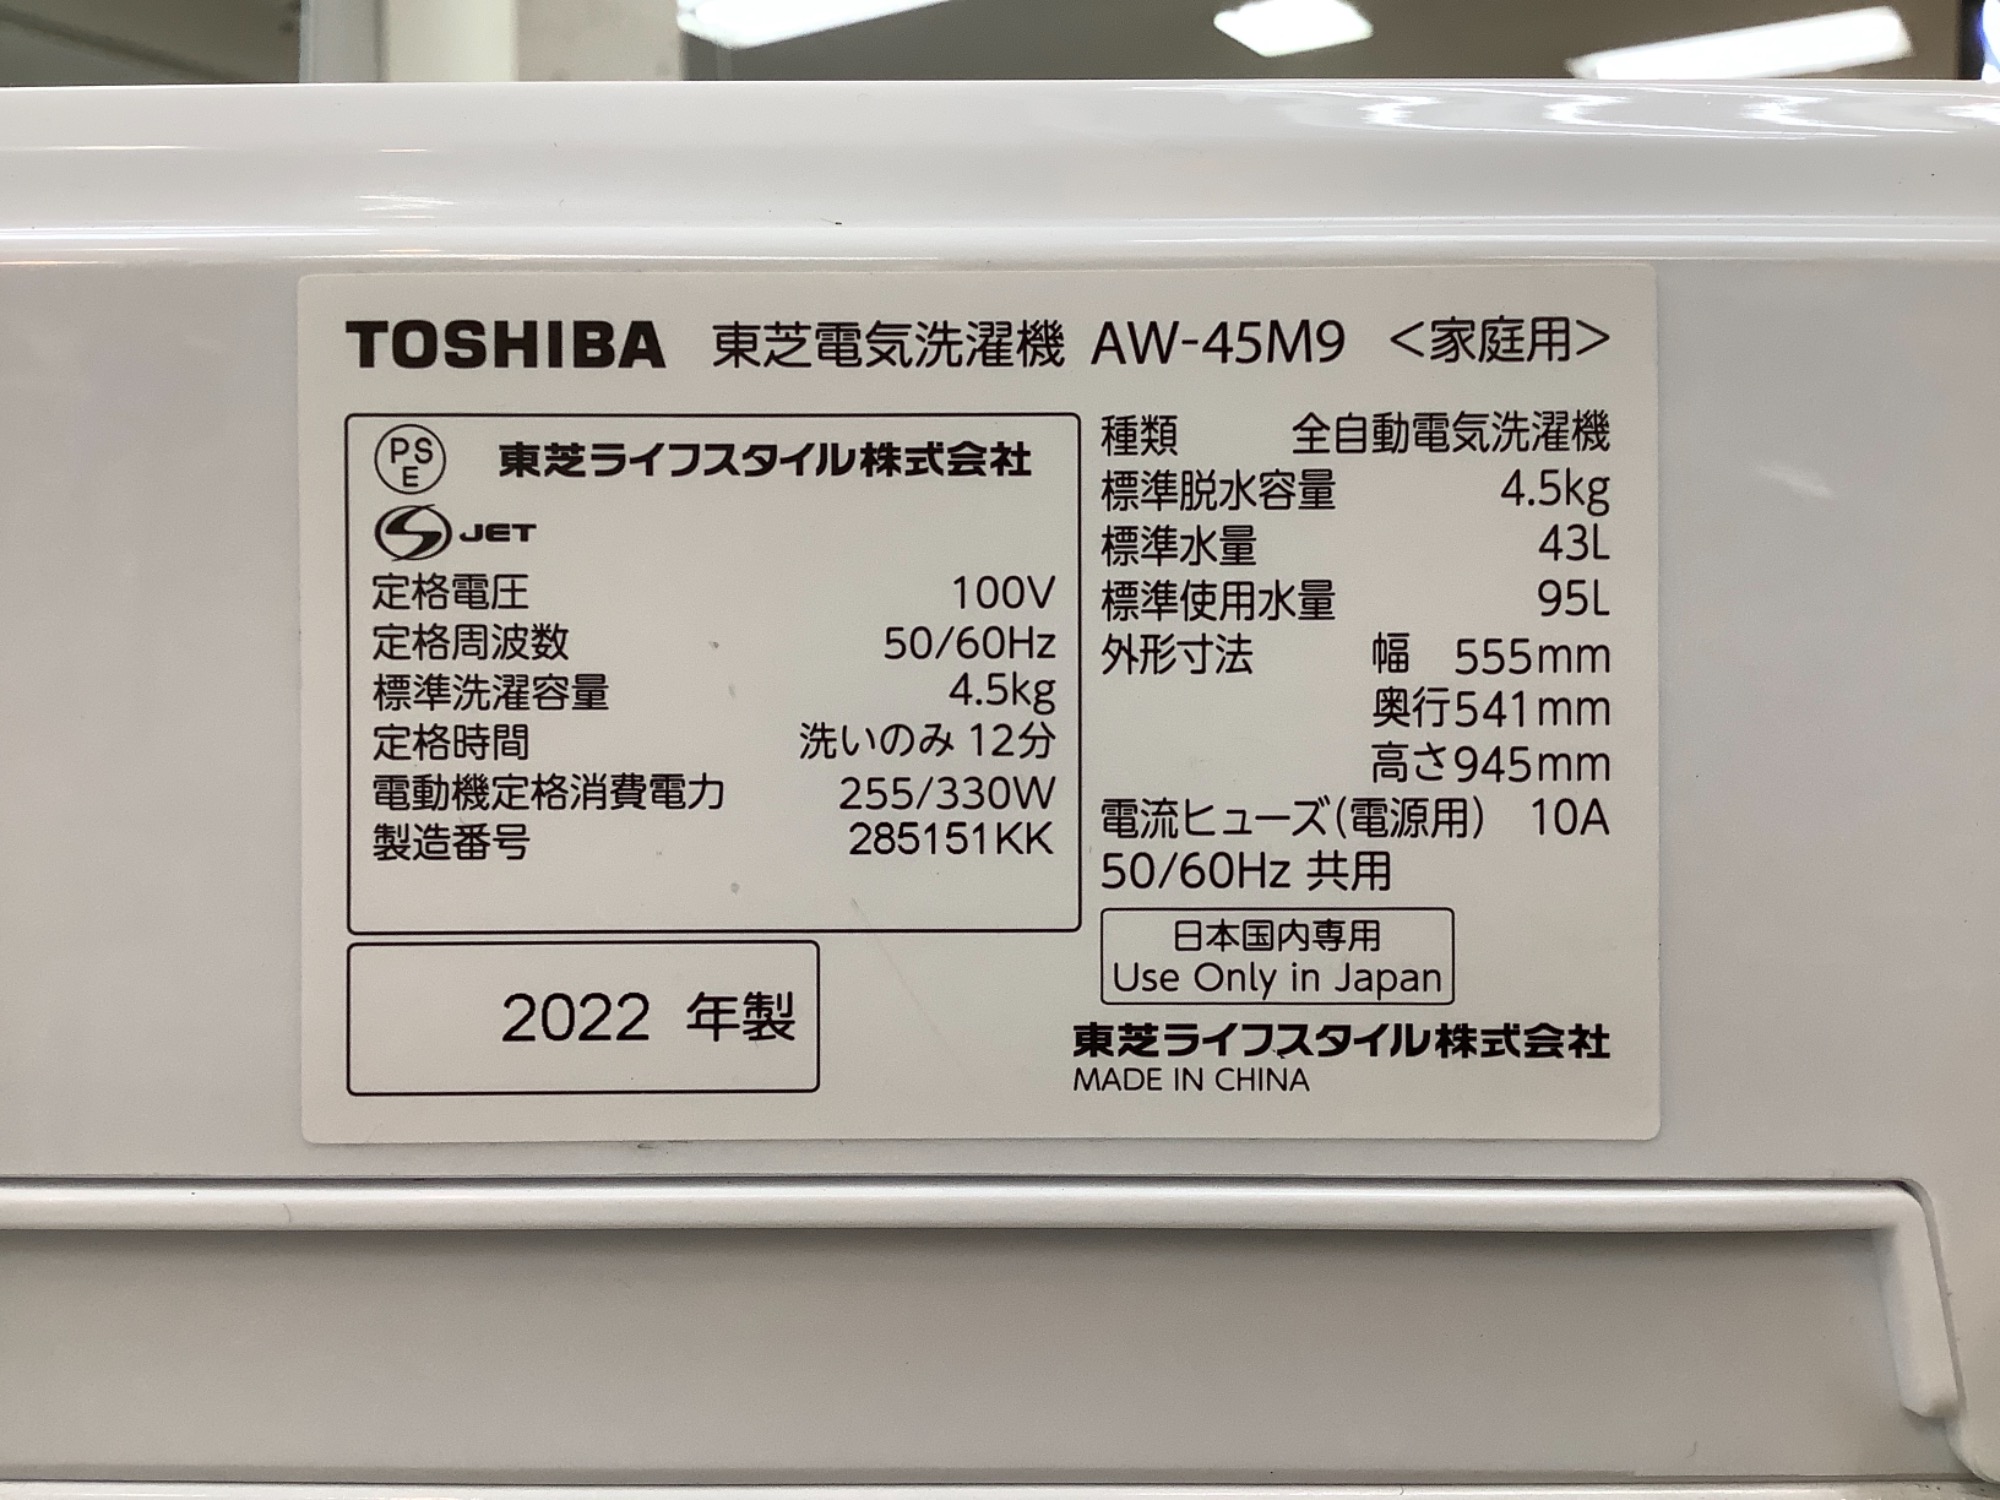 TOSHIBA 東芝電気洗濯機 AW-45M9 <家庭用>
PS
E
東芝ライフスタイル株式会社
JET
定格電圧 100V
定格周波数 50/60Hz
標準洗濯容量 4.5kg
定格時間 洗いのみ 12分
電動機定格消費電力 255/330W
製造番号 285151KK
2022 年製
種類 全自動電気洗濯機
標準脱水容量 4.5kg
標準水量 43L
標準使用水量 95L
外形寸法 幅 555mm
奥行541mm
高さ945mm
電流ヒューズ(電源用) 10A
50/60Hz 共用
日本国内専用
Use Only in Japan
東芝ライフスタイル株式会社
MADE IN CHINA